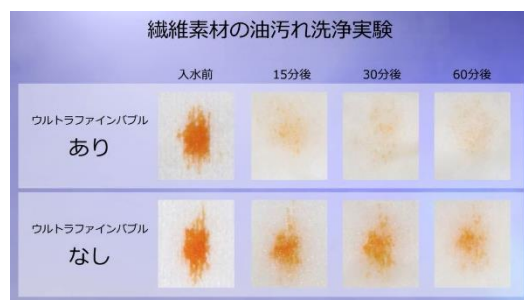 繊維素材の油汚れ洗浄実験
入水前 15分後 30分後 60分後
ウルトラファインバブル
あり
ウルトラファインバブル
なし